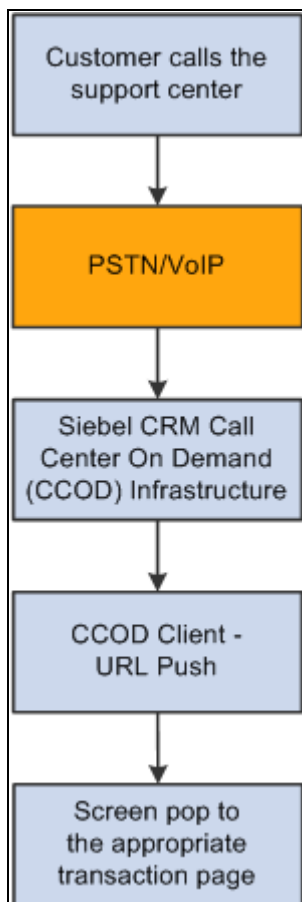 Customer calls the
support center
PSTN/VoIP
Siebel CRM Call
Center On Demand
(CCOD) Infrastructure
CCOD Client -
URL Push
Screen pop to
the appropriate
transaction page